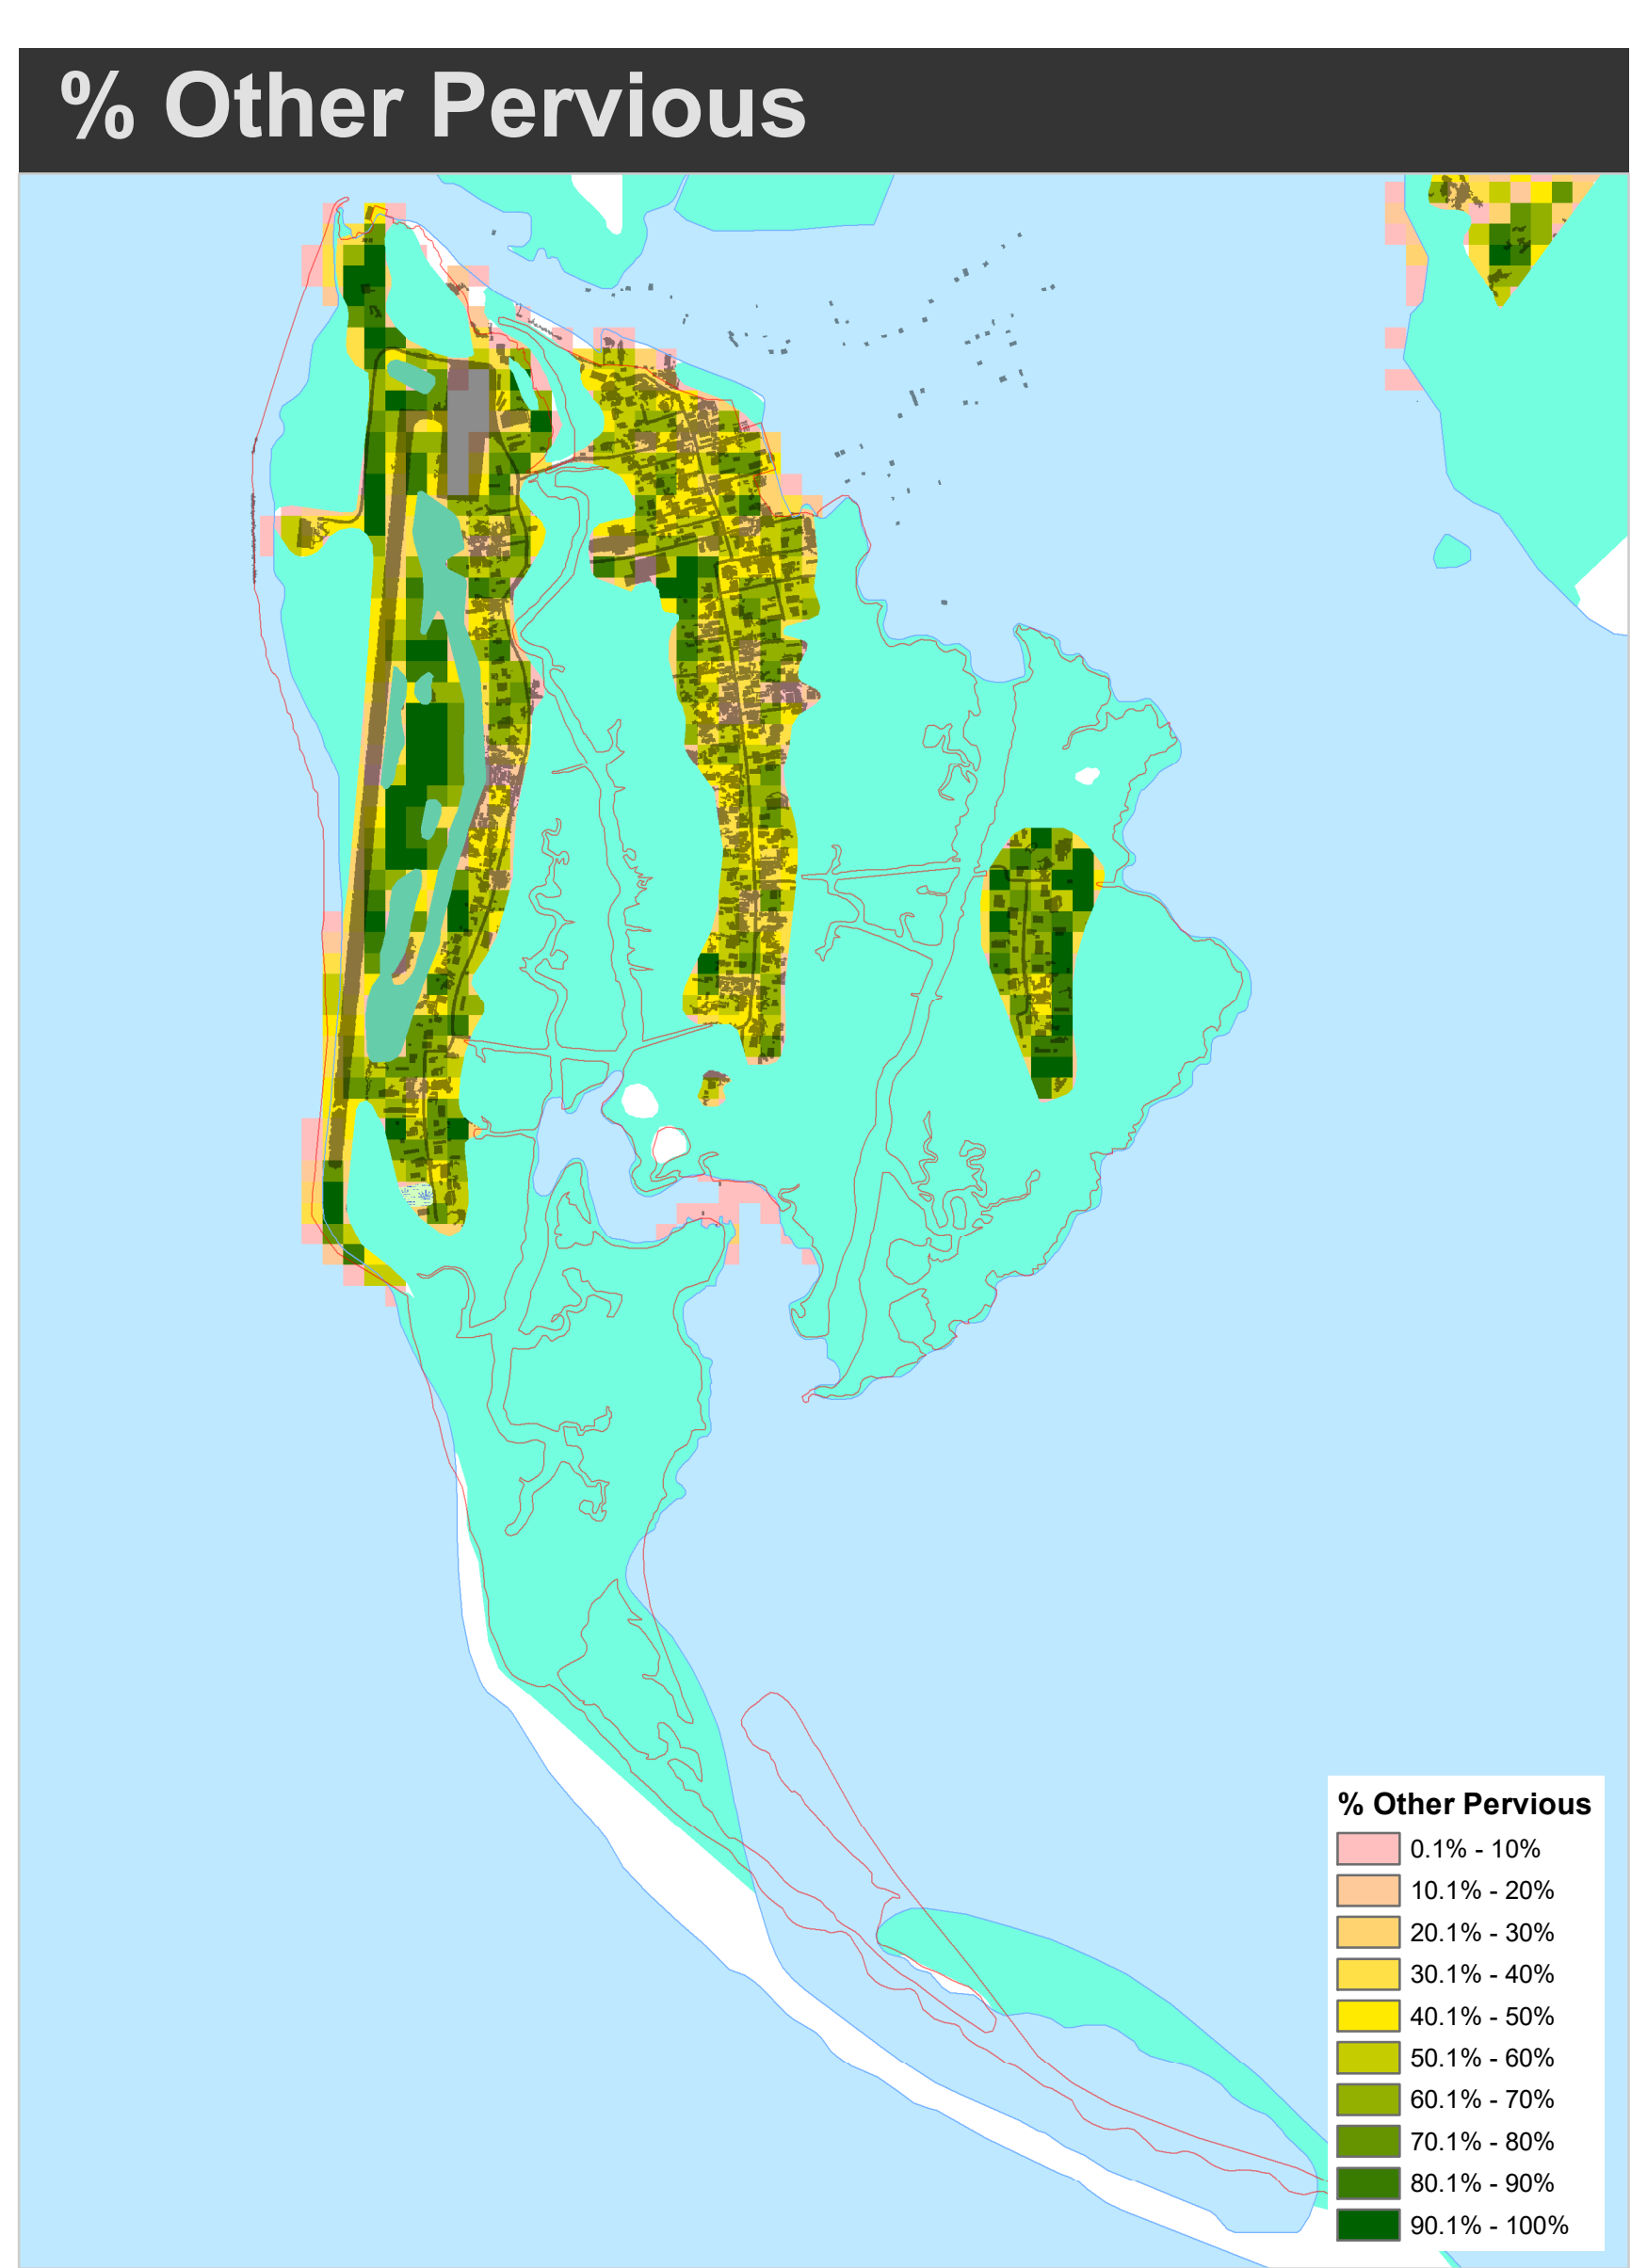 % Other Pervious
% Other Pervious
0.1% - 10%
10.1% - 20%
20.1% - 30%
30.1% - 40%
40.1% - 50%
50.1% - 60%
60.1% - 70%
70.1% - 80%
80.1% - 90%
90.1% - 100%